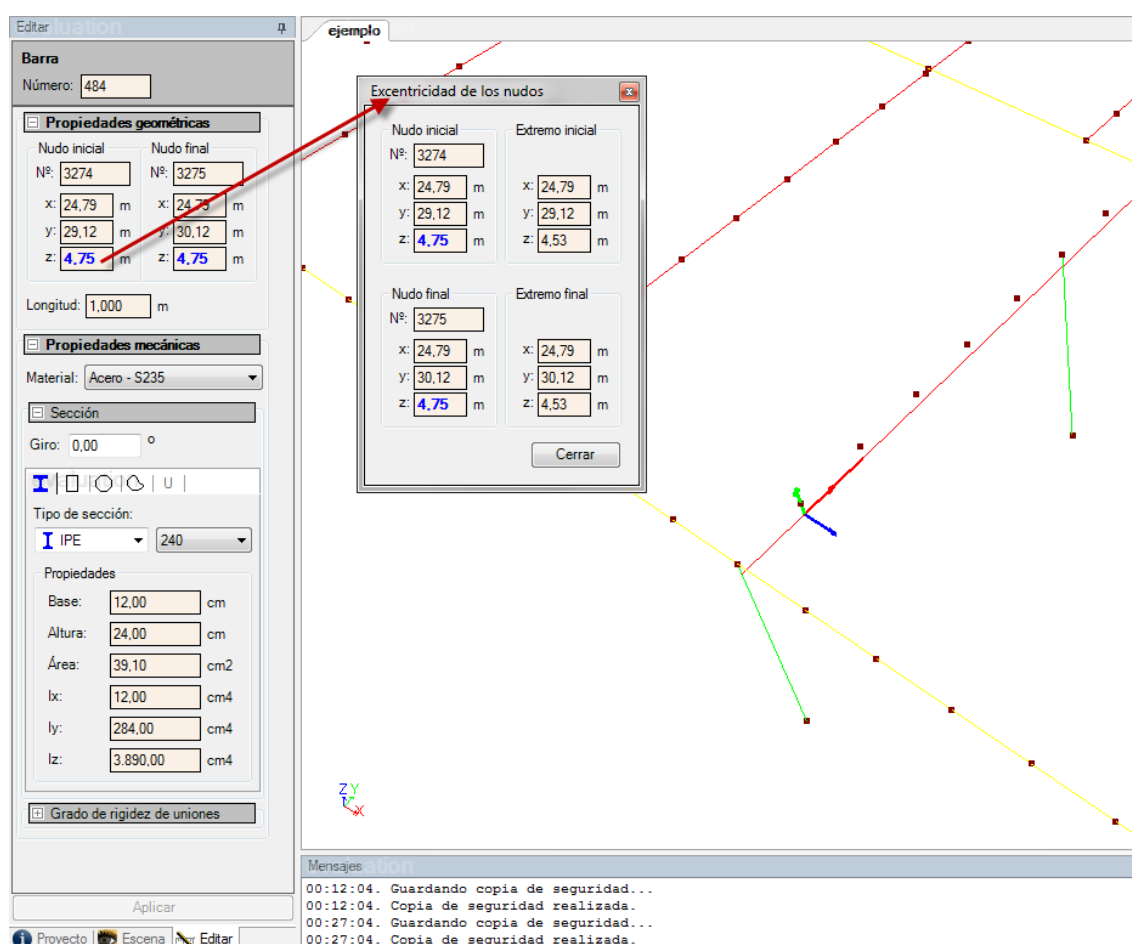 Editar
Barra
Número: 484
Propiedades geométricas
Nudo inicial Nudo final
Nº: 3274 Nº: 3275
x: 24,79 m x: 24,79 m
y: 29,12 m y: 30,12 m
z: 4,75 m z: 4,75 m
Longitud: 1,000 m
Propiedades mecánicas
Material: Acero - S235
Sección
Giro: 0,00 º
U
Tipo de sección:
IPE 240
Propiedades
Base: 12,00 cm
Altura: 24,00 cm
Área: 39,10 cm2
Ix: 12,00 cm4
Iy: 284,00 cm4
Iz: 3.890,00 cm4
Grado de rigidez de uniones
Aplicar
Proyecto Escena Editar
ejemplo
Excentricidad de los nudos
Nudo inicial Extremo inicial
Nº: 3274
x: 24,79 m x: 24,79 m
y: 29,12 m y: 29,12 m
z: 4,75 m z: 4,53 m
Nudo final Extremo final
Nº: 3275
x: 24,79 m x: 24,79 m
y: 30,12 m y: 30,12 m
z: 4,75 m z: 4,53 m
Cerrar
Z Y
X
Mensajes
00:12:04. Guardando copia de seguridad...
00:12:04. Copia de seguridad realizada.
00:27:04. Guardando copia de seguridad...
00:27:04. Copia de seguridad realizada.